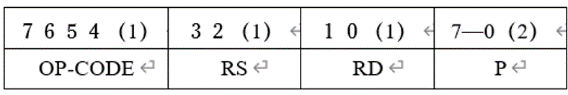 7 6 5 4 (1) 3 2 (1) ↵ 1 0 (1) ↵ 7—0 (2) ↵
OP-CODE ↵ RS ↵ RD ↵ P ↵